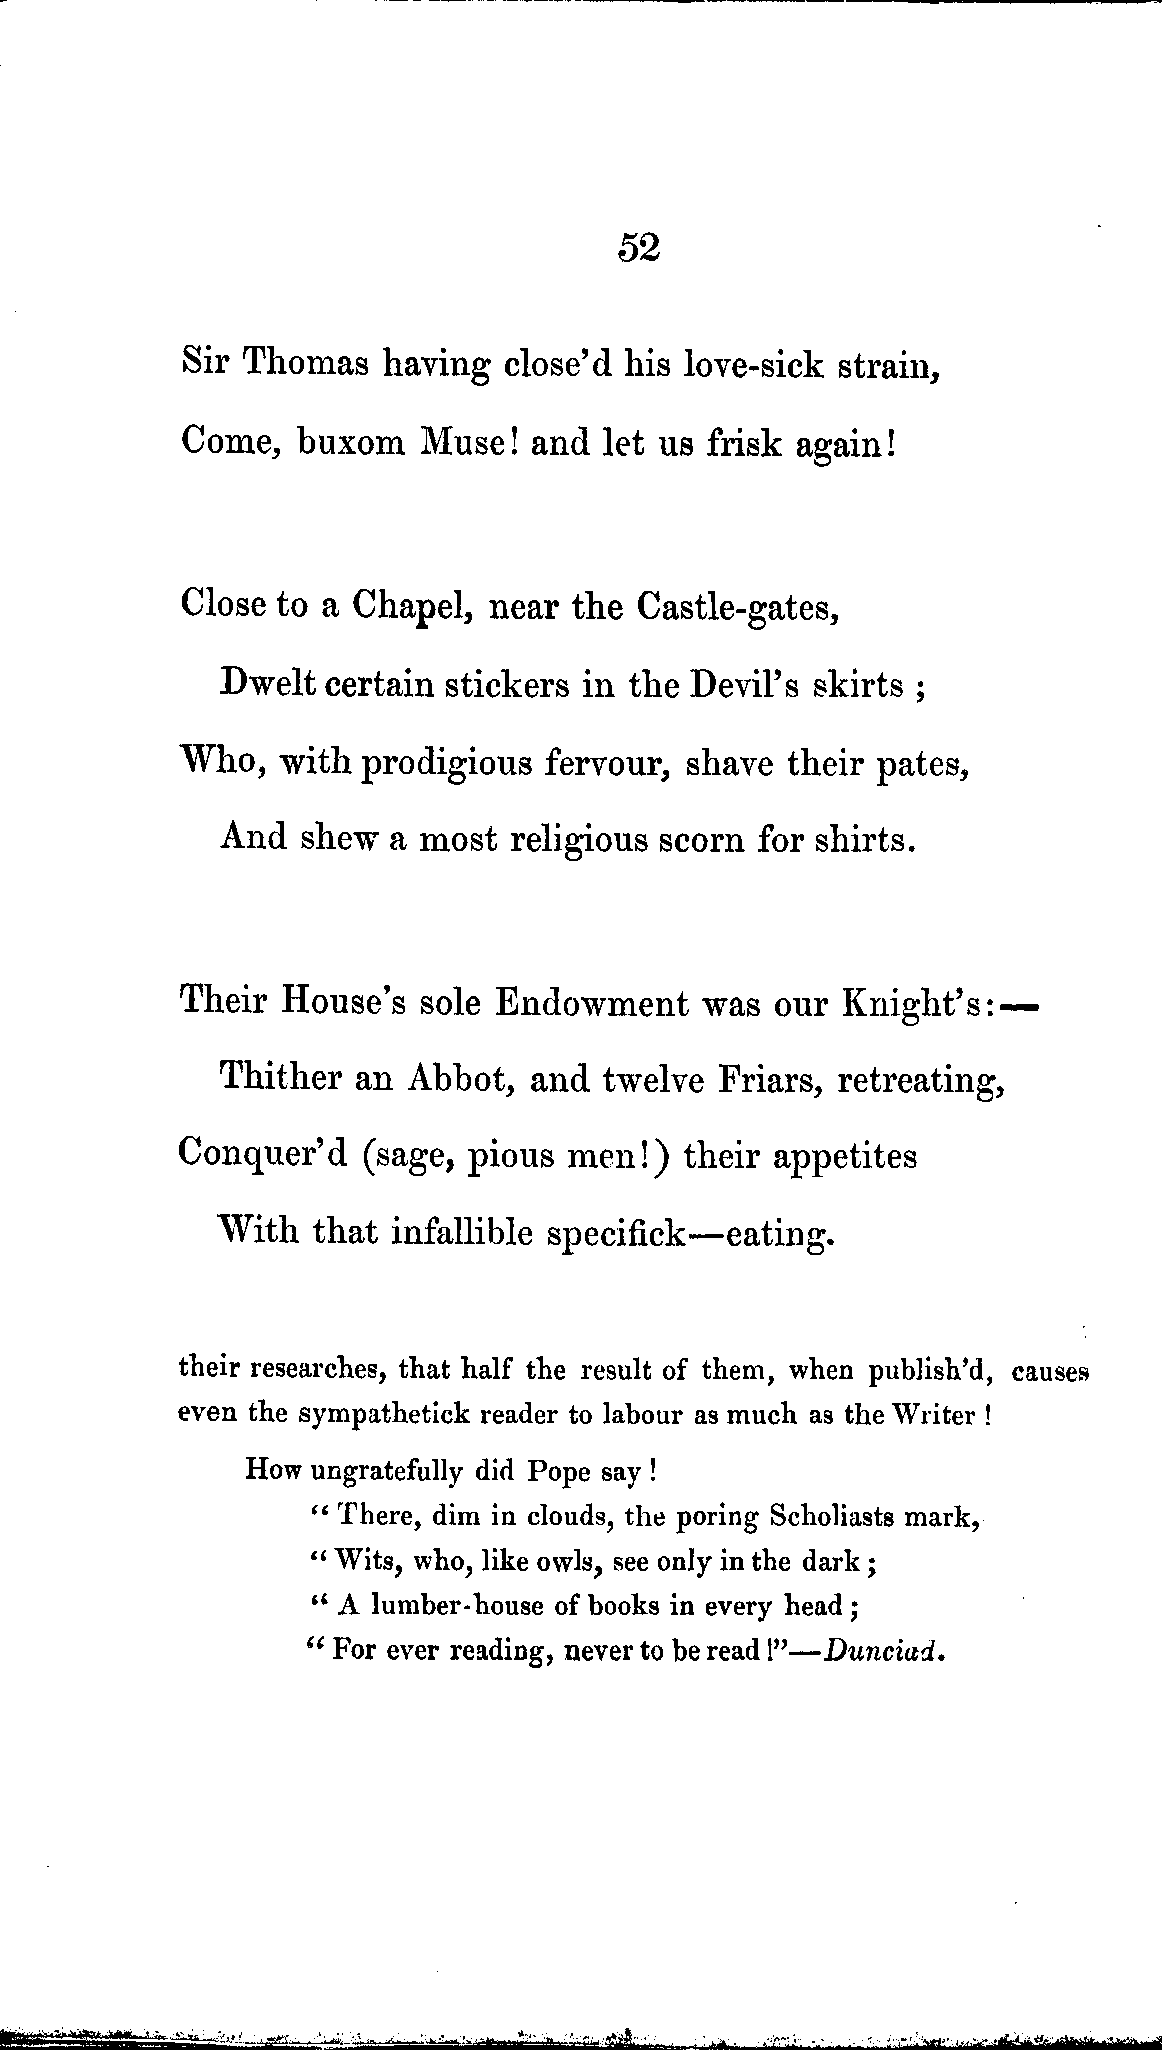 52
Sir Thomas having close'd his love-sick strain,
Come, buxom Muse! and let us frisk again!
Close to a Chapel, near the Castle-gates,
Dwelt certain stickers in the Devil's skirts ;
Who, with prodigious fervour, shave their pates,
And shew a most religious scorn for shirts.
Their House's sole Endowment was our Knight's:—
Thither an Abbot, and twelve Friars, retreating,
Conquer'd (sage, pious men!) their appetites
With that infallible specifick—eating.
their researches, that half the result of them, when publish'd, causes
even the sympathetick reader to labour as much as the Writer !
How ungratefully did Pope say !
“ There, dim in clouds, the poring Scholiasts mark,
“ Wits, who, like owls, see only in the dark ;
“ A lumber-house of books in every head ;
“ For ever reading, never to be read !”—Dunciad.